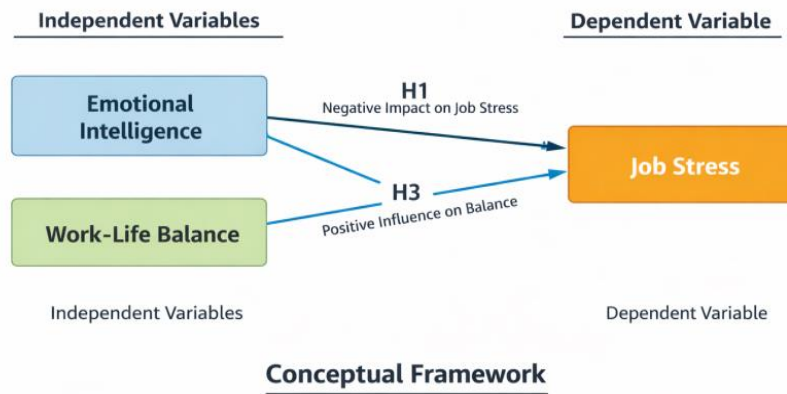 Independent Variables
Dependent Variable
Emotional
Intelligence
H1
Negative Impact on Job Stress
Job Stress
H3
Positive Influence on Balance
Work-Life Balance
Independent Variables
Dependent Variable
Conceptual Framework